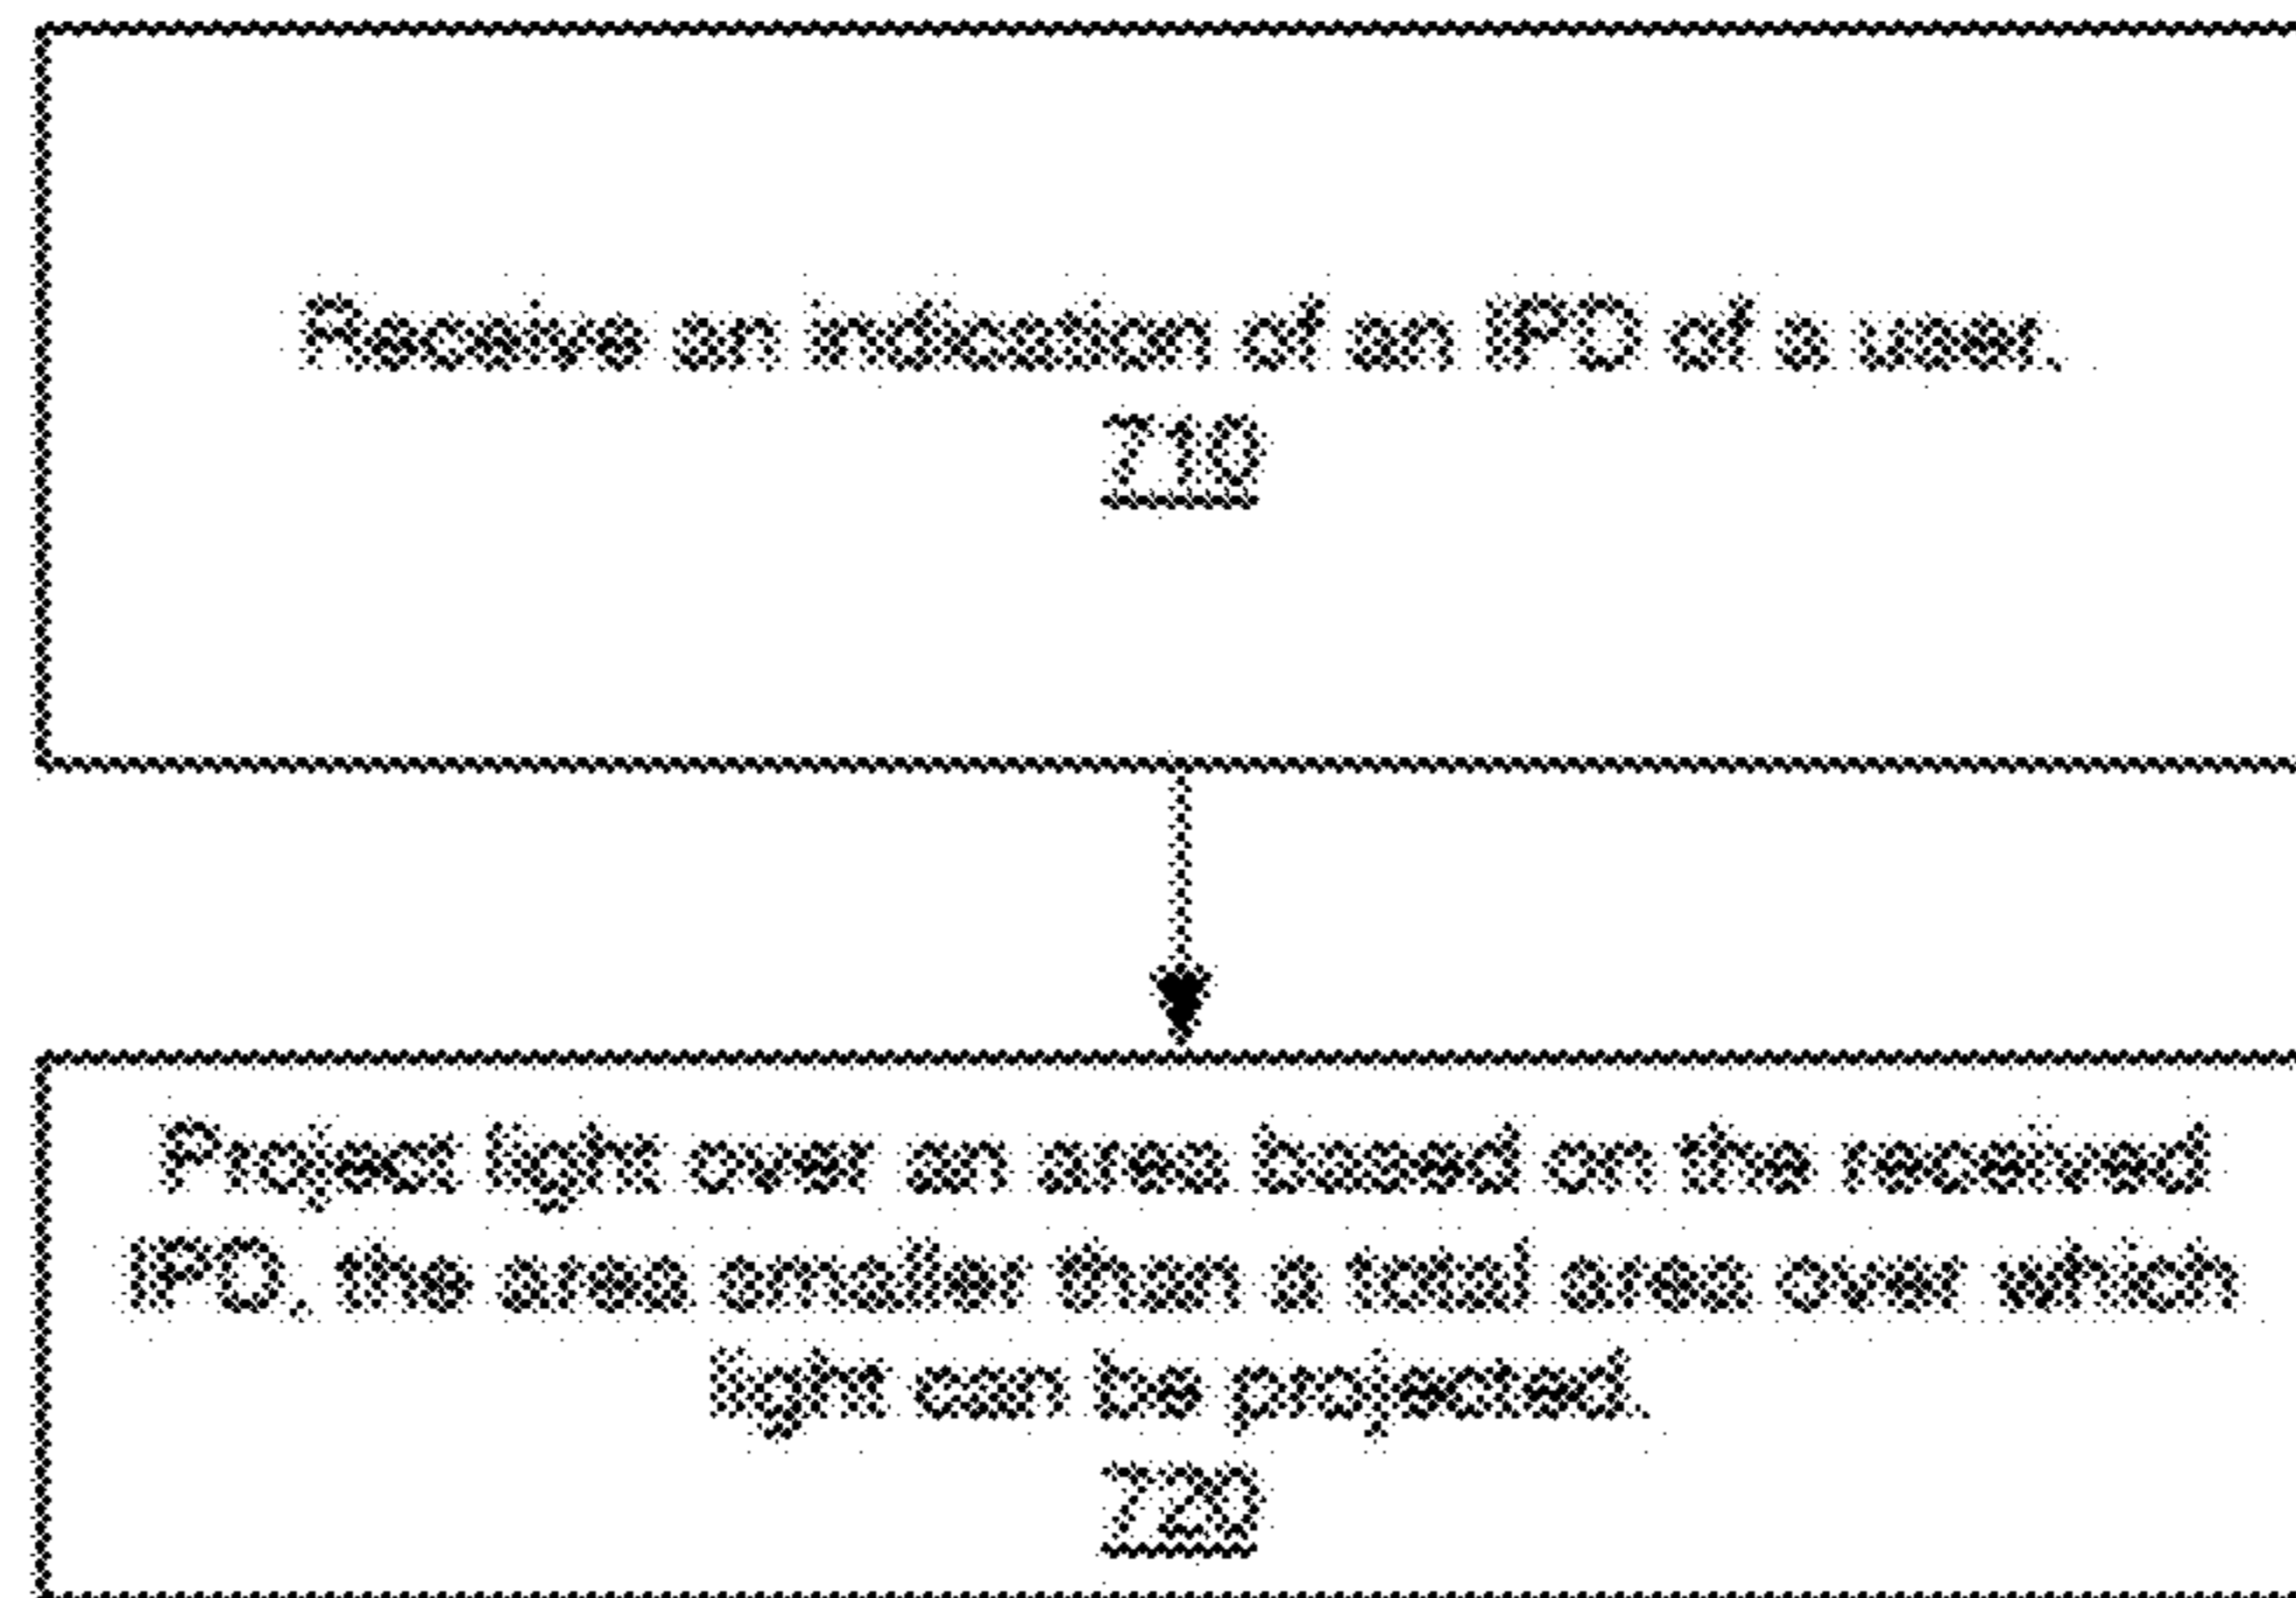 Receive an indication of an IPD of a user.
710
Project light over an area based on the received
IPD, the area smaller than a total area over which
light can be projected.
720